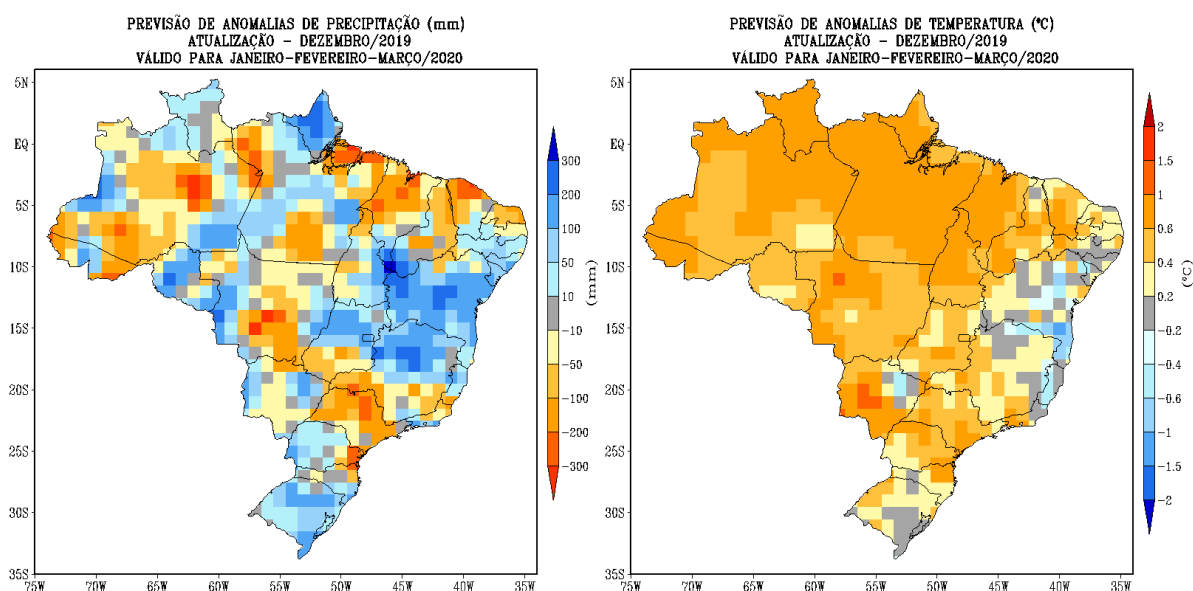 PREVISÃO DE ANOMALIAS DE PRECIPITAÇÃO (mm)
ATUALIZAÇÃO - DEZEMBRO/2019
VÁLIDO PARA JANEIRO-FEVEREIRO-MARÇO/2020
5N
EQ
5S
10S
15S
20S
25S
30S
35S
75W 70W 65W 60W 55W 50W 45W 40W 35W
300
200
100
50
10
-10
-50
-100
-200
-300
(mm)
PREVISÃO DE ANOMALIAS DE TEMPERATURA (°C)
ATUALIZAÇÃO - DEZEMBRO/2019
VÁLIDO PARA JANEIRO-FEVEREIRO-MARÇO/2020
5N
EQ
5S
10S
15S
20S
25S
30S
35S
75W 70W 65W 60W 55W 50W 45W 40W 35W
2
1.5
1
0.6
0.4
0.2
-0.2
-0.4
-0.6
-1
-1.5
-2
(°C)